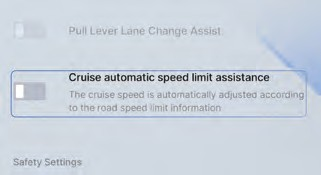 Pull Lever Lane Change Assist
Cruise automatic speed limit assistance
The cruise speed is automatically adjusted according
to the road speed limit information
Safety Settings